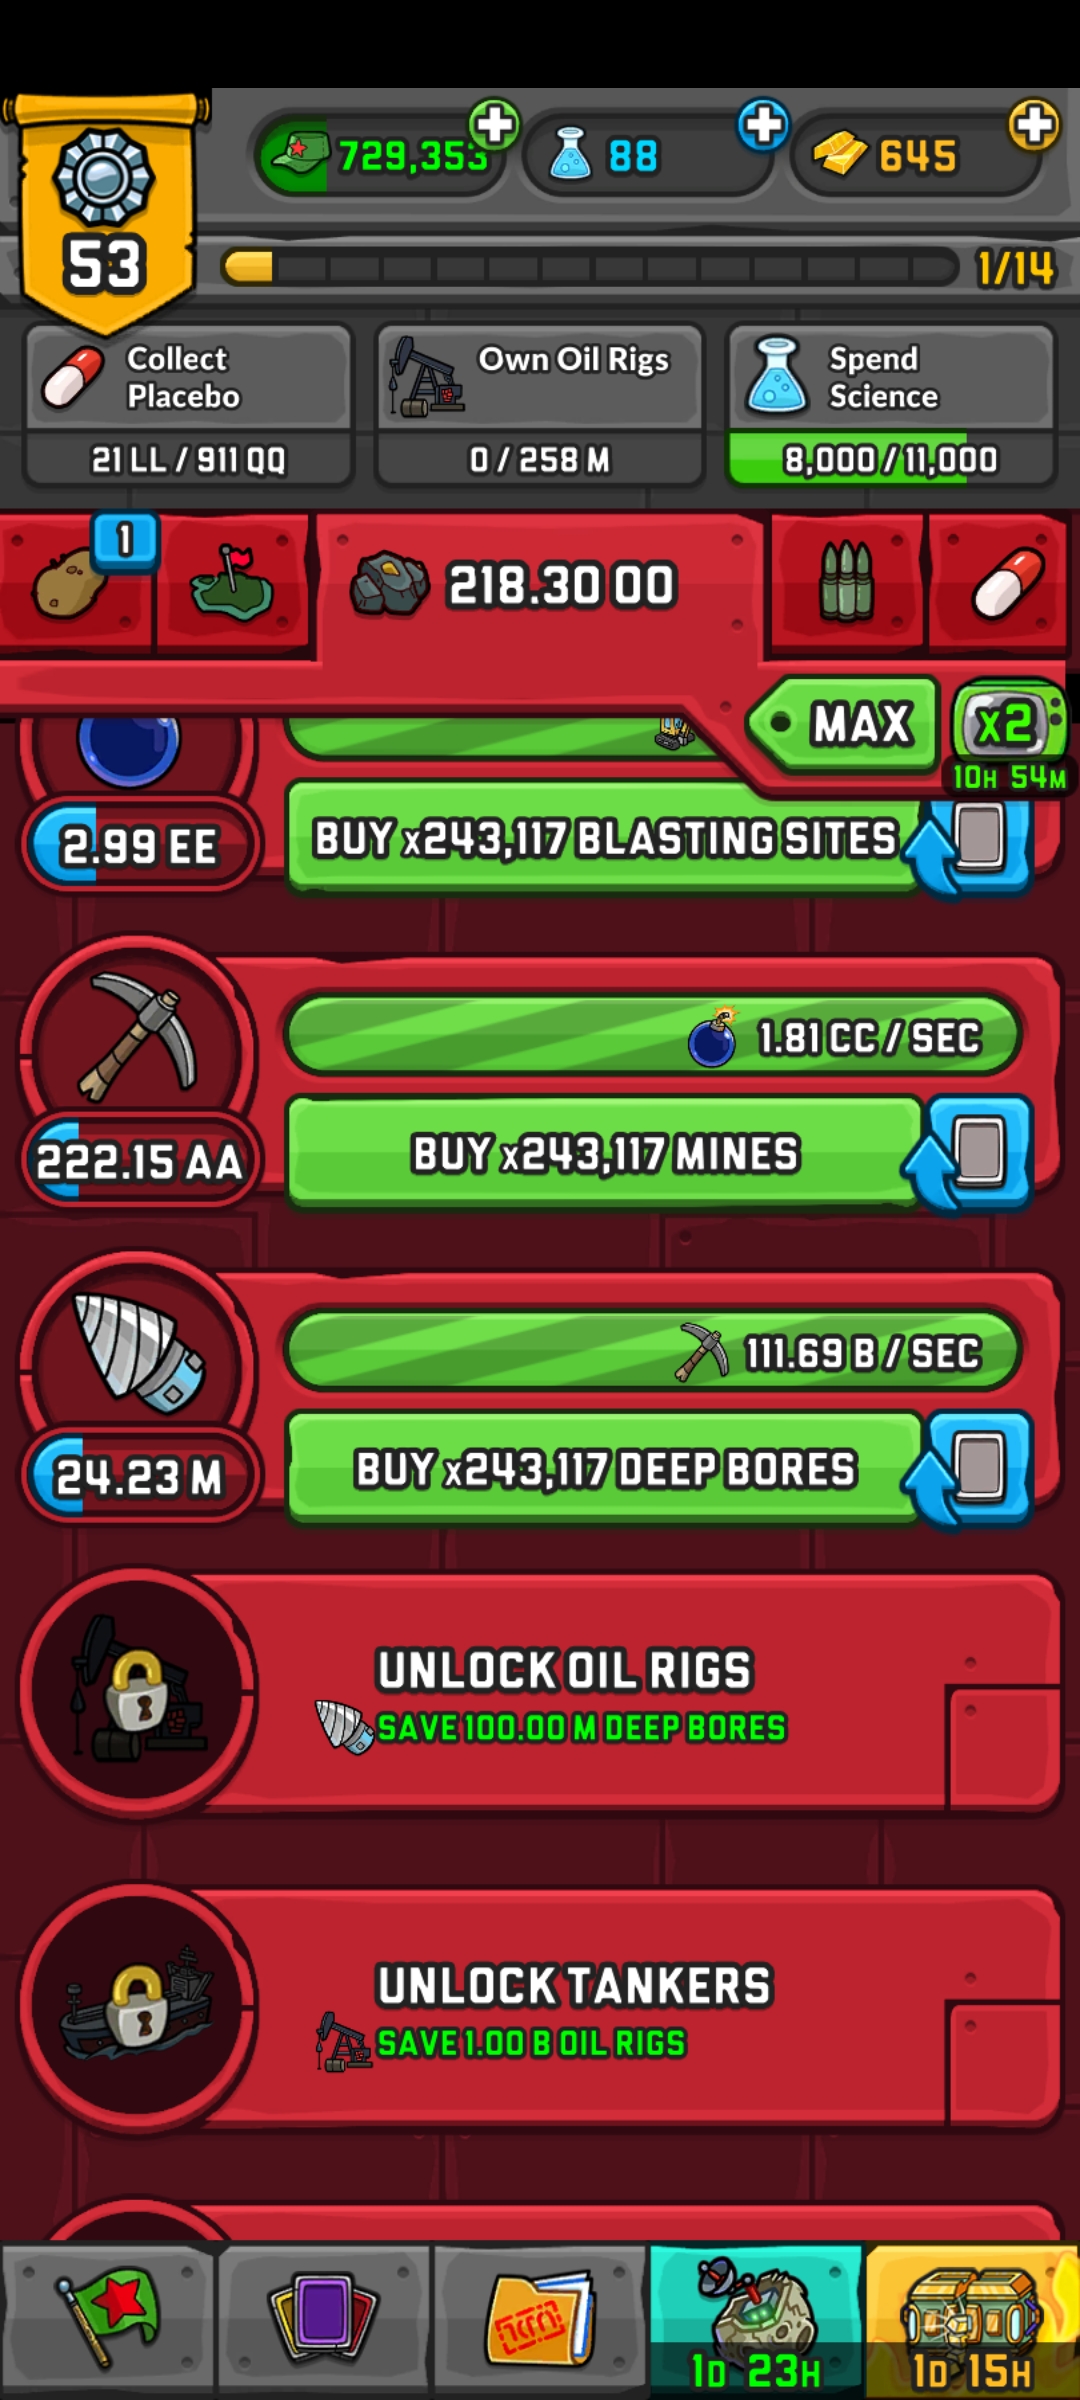 53
729,353
88
645
1/14
Collect
Placebo
21 LL / 911 QQ
Own Oil Rigs
0 / 258 M
Spend
Science
8,000 / 11,000
1
218.30 OO
MAX
X2
10H 54M
2.99 EE
BUY x243,117 BLASTING SITES
1.81 CC / SEC
222.15 AA
BUY x243,117 MINES
111.69 B / SEC
24.23 M
BUY x243,117 DEEP BORES
UNLOCK OIL RIGS
SAVE 100.00 M DEEP BORES
UNLOCK TANKERS
SAVE 1.00 B OIL RIGS
1D 23H
1D 15H